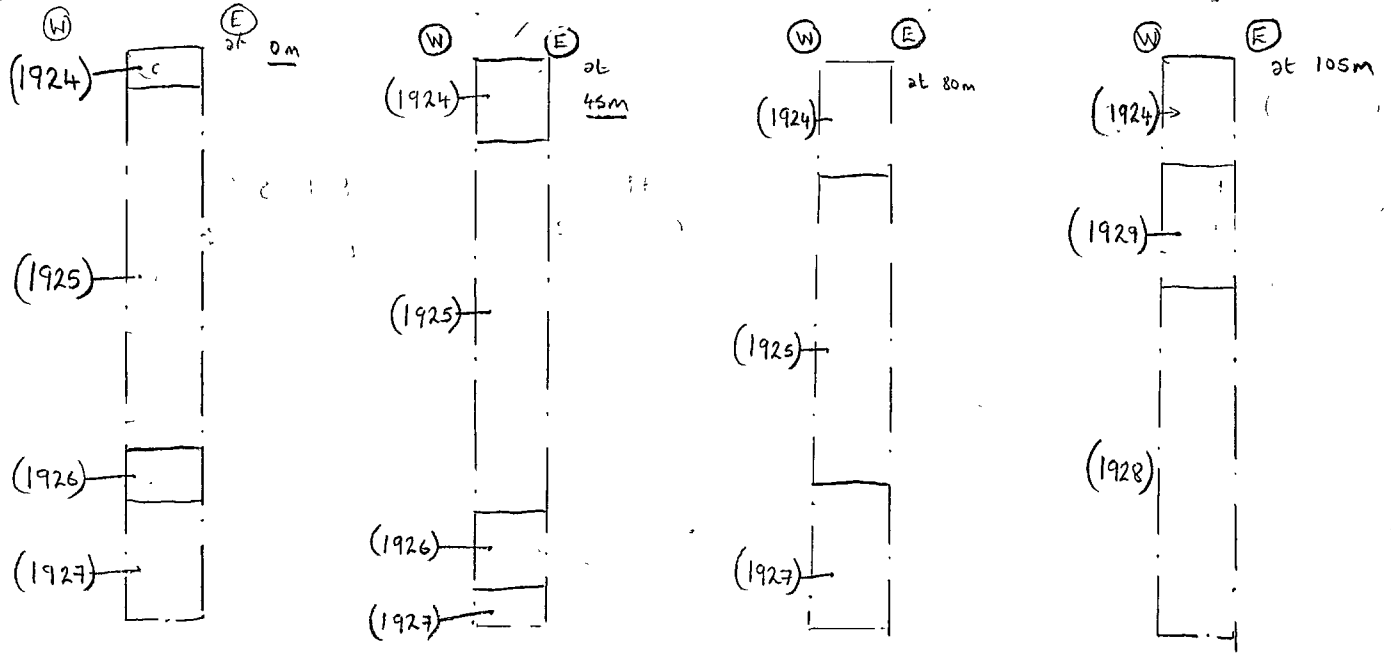 W E at 0m
(1924) c
(1925)
(1926)
(1927)
W E at 45m
(1924)
(1925)
(1926)
(1927)
W E at 80m
(1924)
(1925)
(1927)
W E at 105m
(1924)
(1929)
(1928)